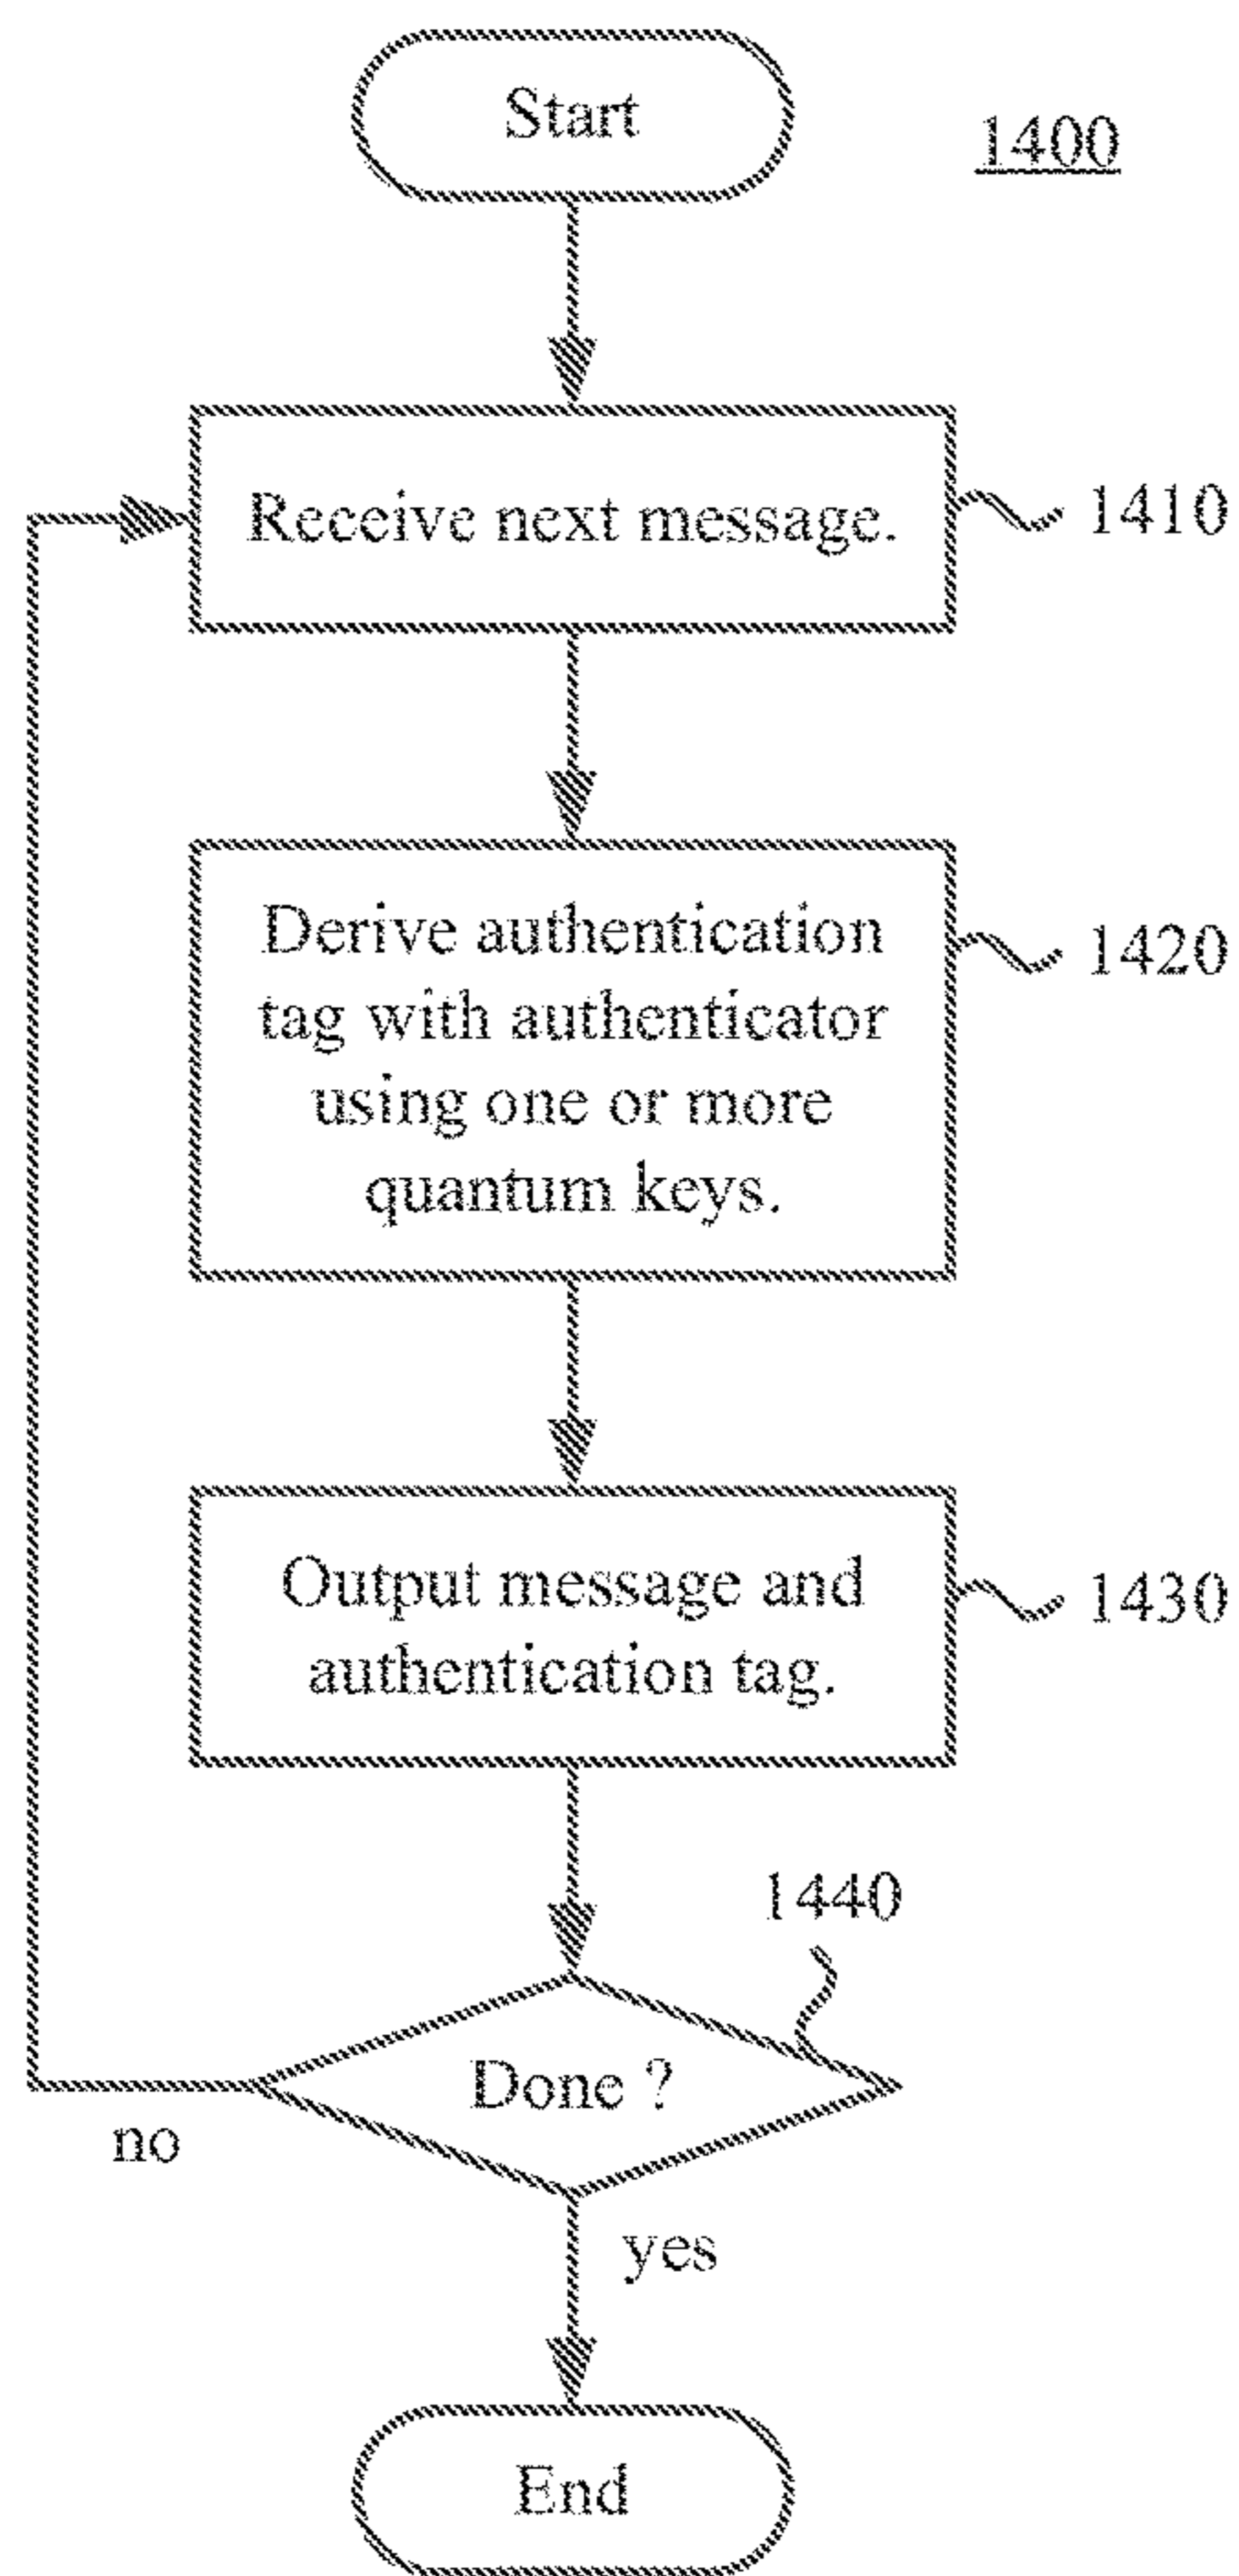 Start
1400
Receive next message.
1410
Derive authentication
tag with authenticator
using one or more
quantum keys.
1420
Output message and
authentication tag.
1430
1440
Done ?
no
yes
End